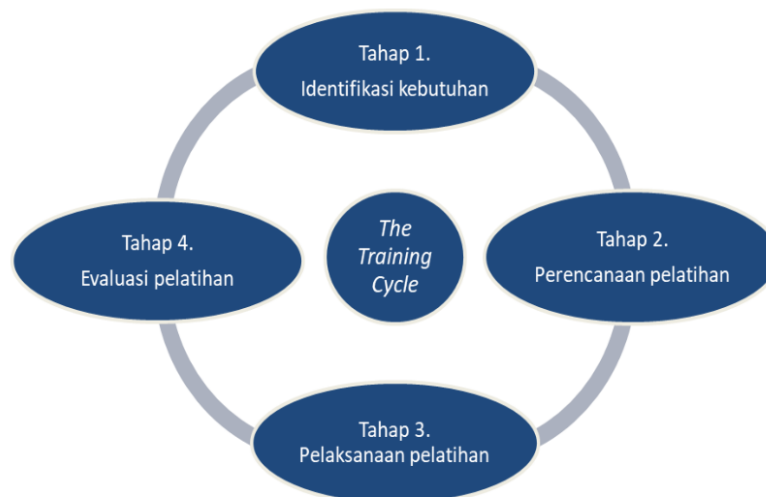 Tahap 1.
Identifikasi kebutuhan
Tahap 2.
Perencanaan pelatihan
Tahap 3.
Pelaksanaan pelatihan
Tahap 4.
Evaluasi pelatihan
The
Training
Cycle